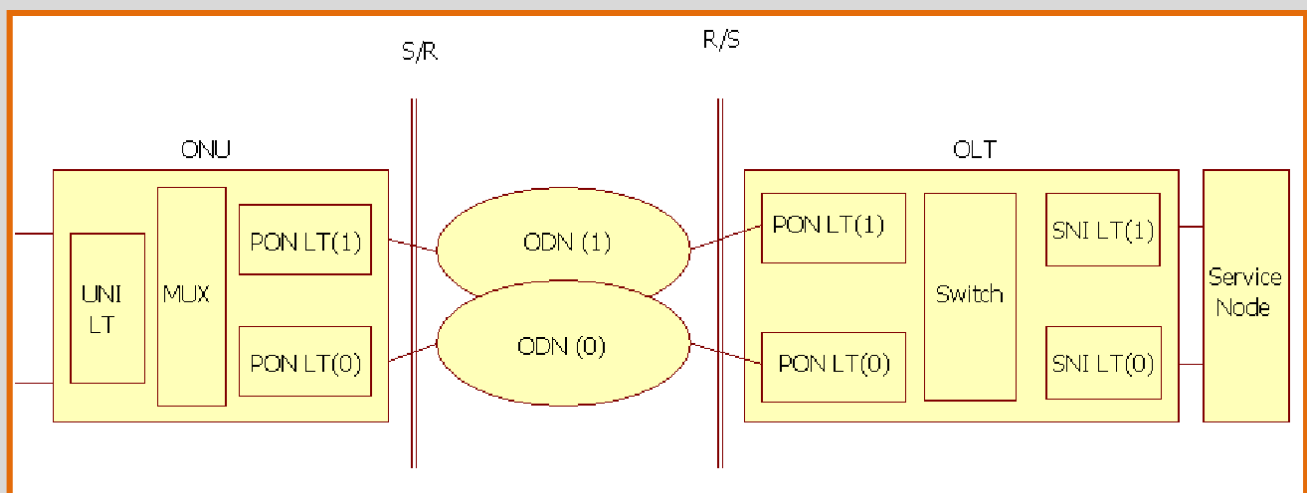 S/R
R/S
ONU
OLT
UNI
LT
MUX
PON LT(1)
PON LT(0)
ODN (1)
ODN (0)
PON LT(1)
PON LT(0)
Switch
SNI LT(1)
SNI LT(0)
Service
Node